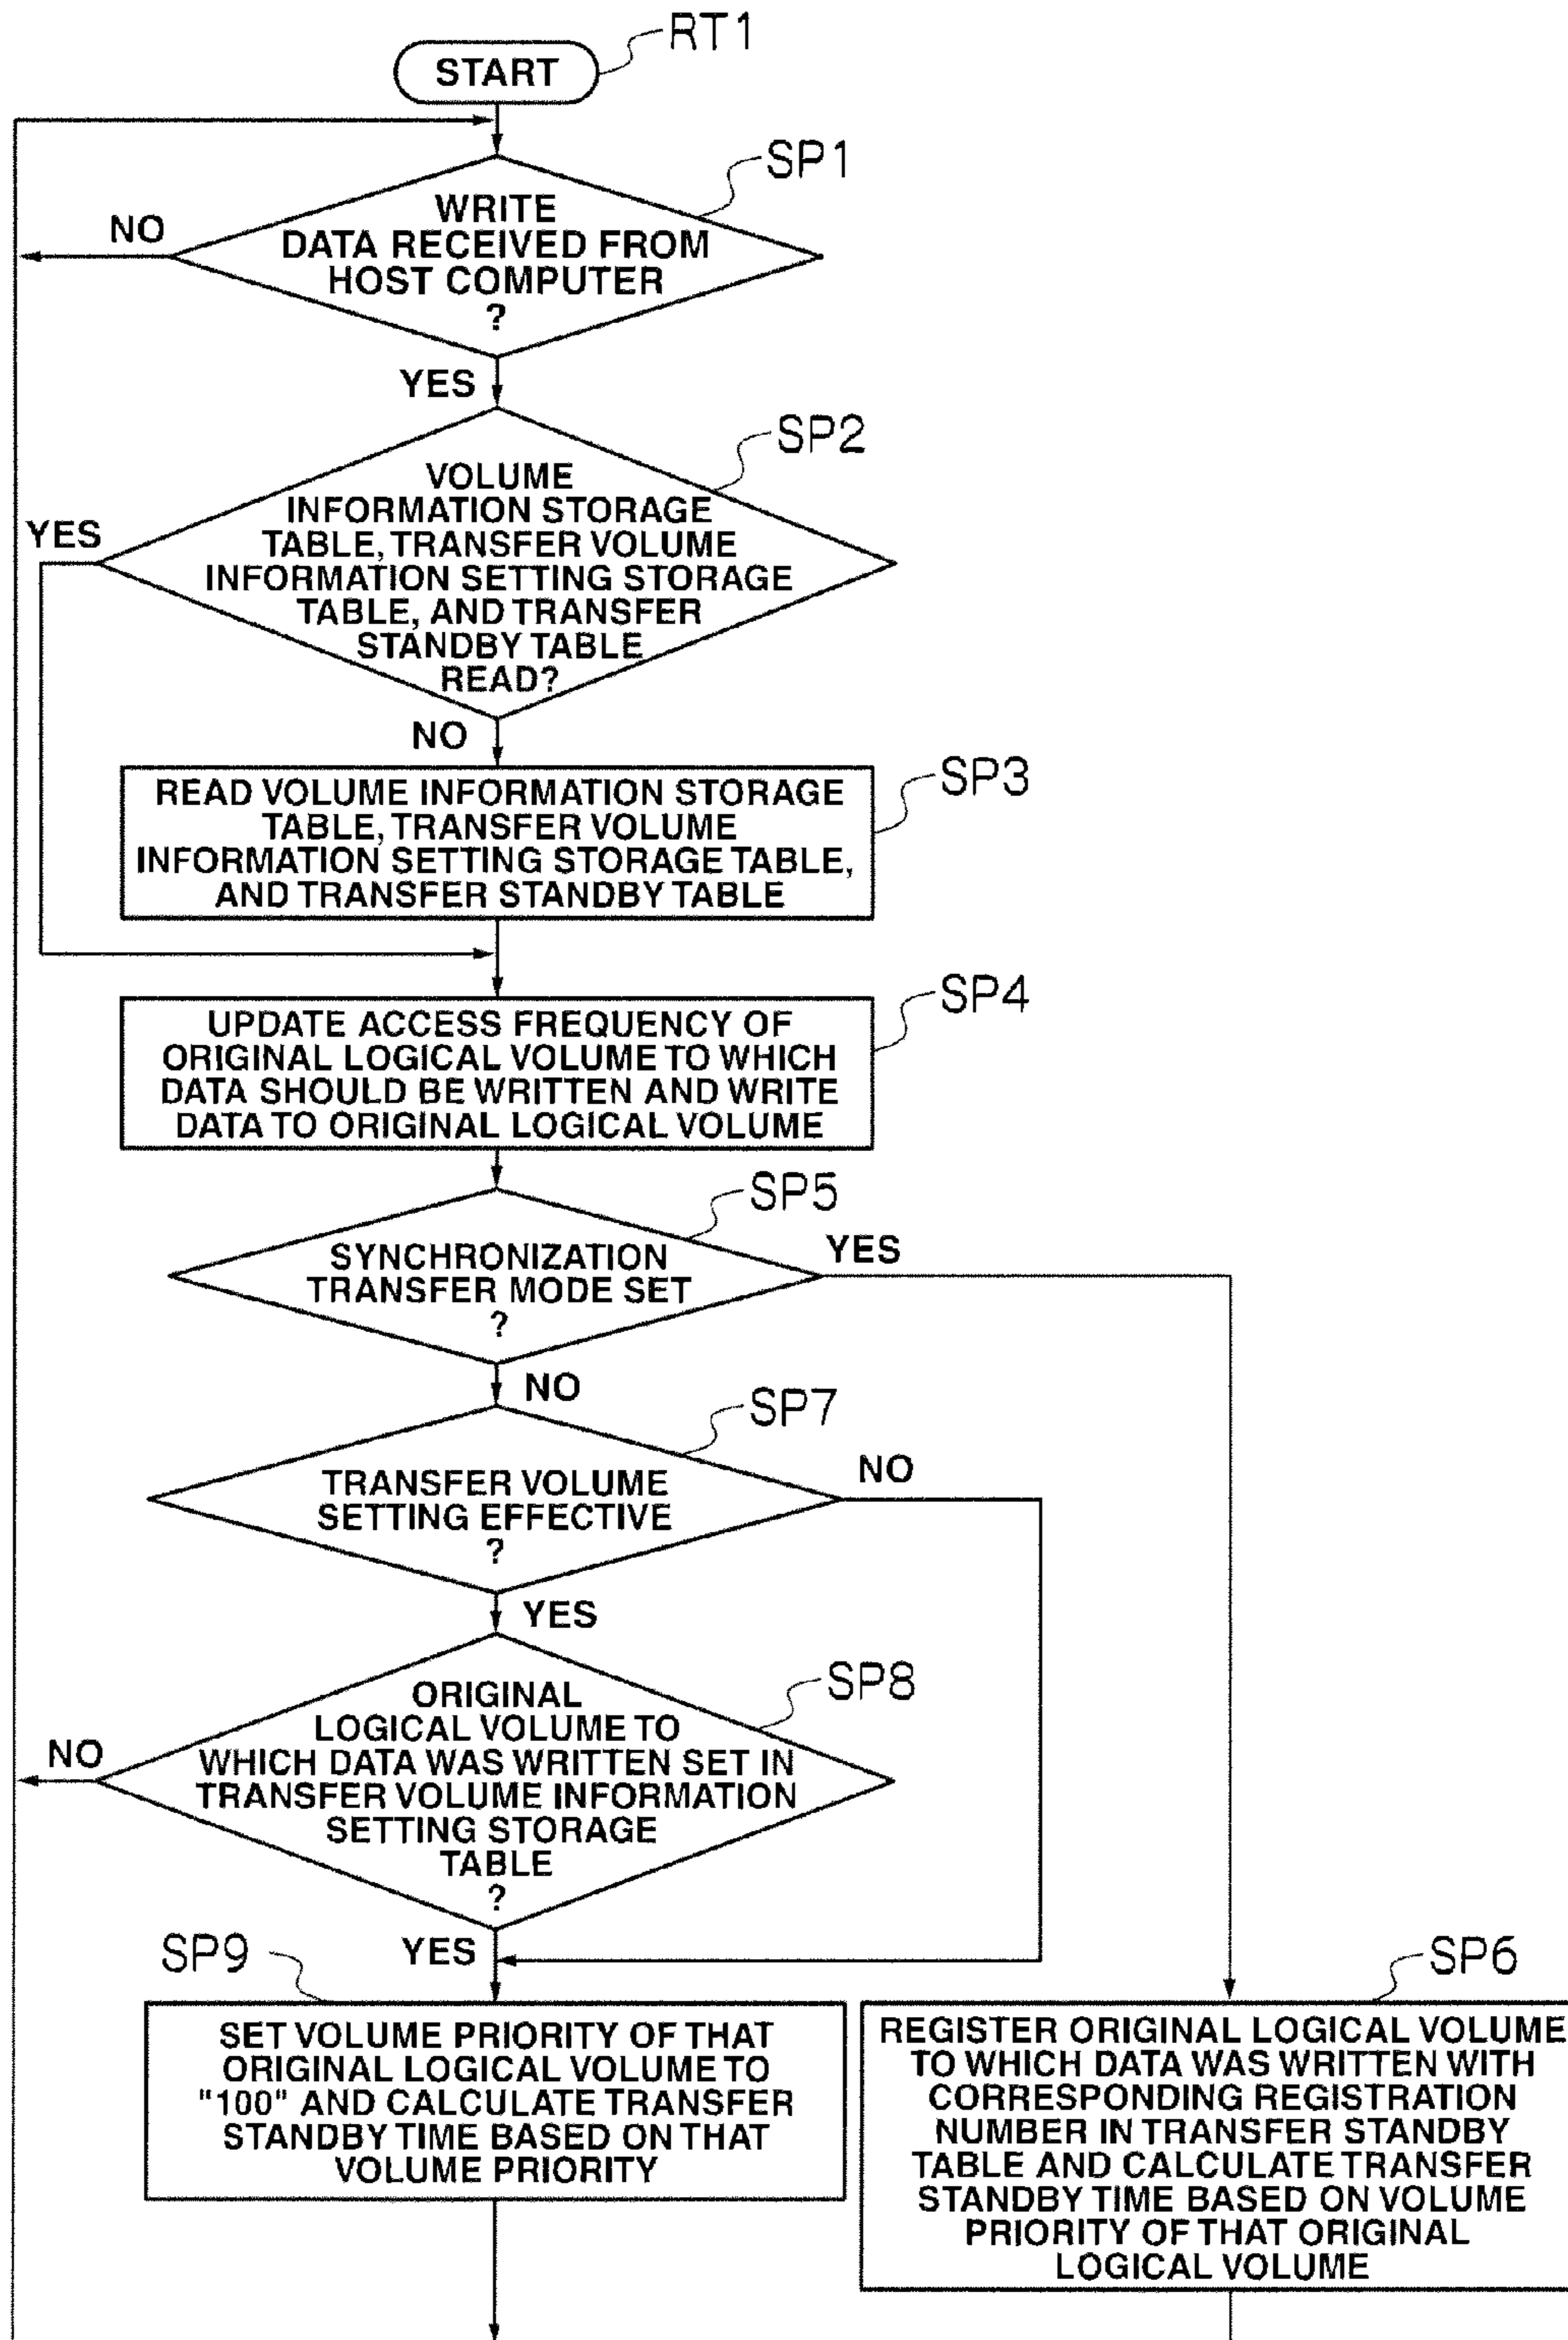 RT1
START
SP1
WRITE
DATA RECEIVED FROM
HOST COMPUTER
?
NO
YES
SP2
VOLUME
INFORMATION STORAGE
TABLE, TRANSFER VOLUME
INFORMATION SETTING STORAGE
TABLE, AND TRANSFER
STANDBY TABLE
READ?
YES
NO
SP3
READ VOLUME INFORMATION STORAGE
TABLE, TRANSFER VOLUME
INFORMATION SETTING STORAGE TABLE,
AND TRANSFER STANDBY TABLE
SP4
UPDATE ACCESS FREQUENCY OF
ORIGINAL LOGICAL VOLUME TO WHICH
DATA SHOULD BE WRITTEN AND WRITE
DATA TO ORIGINAL LOGICAL VOLUME
SP5
SYNCHRONIZATION
TRANSFER MODE SET
?
YES
NO
SP7
TRANSFER VOLUME
SETTING EFFECTIVE
?
NO
YES
SP8
ORIGINAL
LOGICAL VOLUME TO
WHICH DATA WAS WRITTEN SET IN
TRANSFER VOLUME INFORMATION
SETTING STORAGE
TABLE
?
NO
YES
SP9
SET VOLUME PRIORITY OF THAT
ORIGINAL LOGICAL VOLUME TO
"100" AND CALCULATE TRANSFER
STANDBY TIME BASED ON THAT
VOLUME PRIORITY
SP6
REGISTER ORIGINAL LOGICAL VOLUME
TO WHICH DATA WAS WRITTEN WITH
CORRESPONDING REGISTRATION
NUMBER IN TRANSFER STANDBY
TABLE AND CALCULATE TRANSFER
STANDBY TIME BASED ON VOLUME
PRIORITY OF THAT ORIGINAL
LOGICAL VOLUME